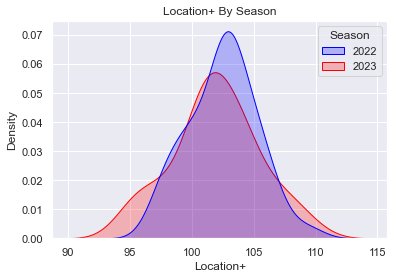 Location+ By Season
Season
2022
2023
Density
0.07
0.06
0.05
0.04
0.03
0.02
0.01
0.00
90 95 100 105 110 115
Location+